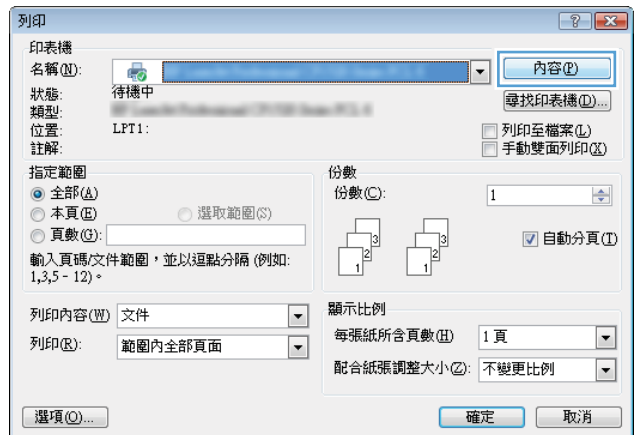 列印
印表機
名稱(N):
內容(P)
狀態: 待機中
類型:
尋找印表機(D)...
位置: LPT1:
列印至檔案(L)
註解:
手動雙面列印(X)
指定範圍
全部(A)
本頁(E) 選取範圍(S)
頁數(G):
輸入頁碼/文件範圍，並以逗點分隔 (例如:
1,3,5 - 12)。
份數
份數(C): 1
3 3
2 2
1 1
自動分頁(T)
列印內容(W) 文件
列印(R): 範圍內全部頁面
顯示比例
每張紙所含頁數(H) 1 頁
配合紙張調整大小(Z): 不變更比例
選項(O)... 確定 取消